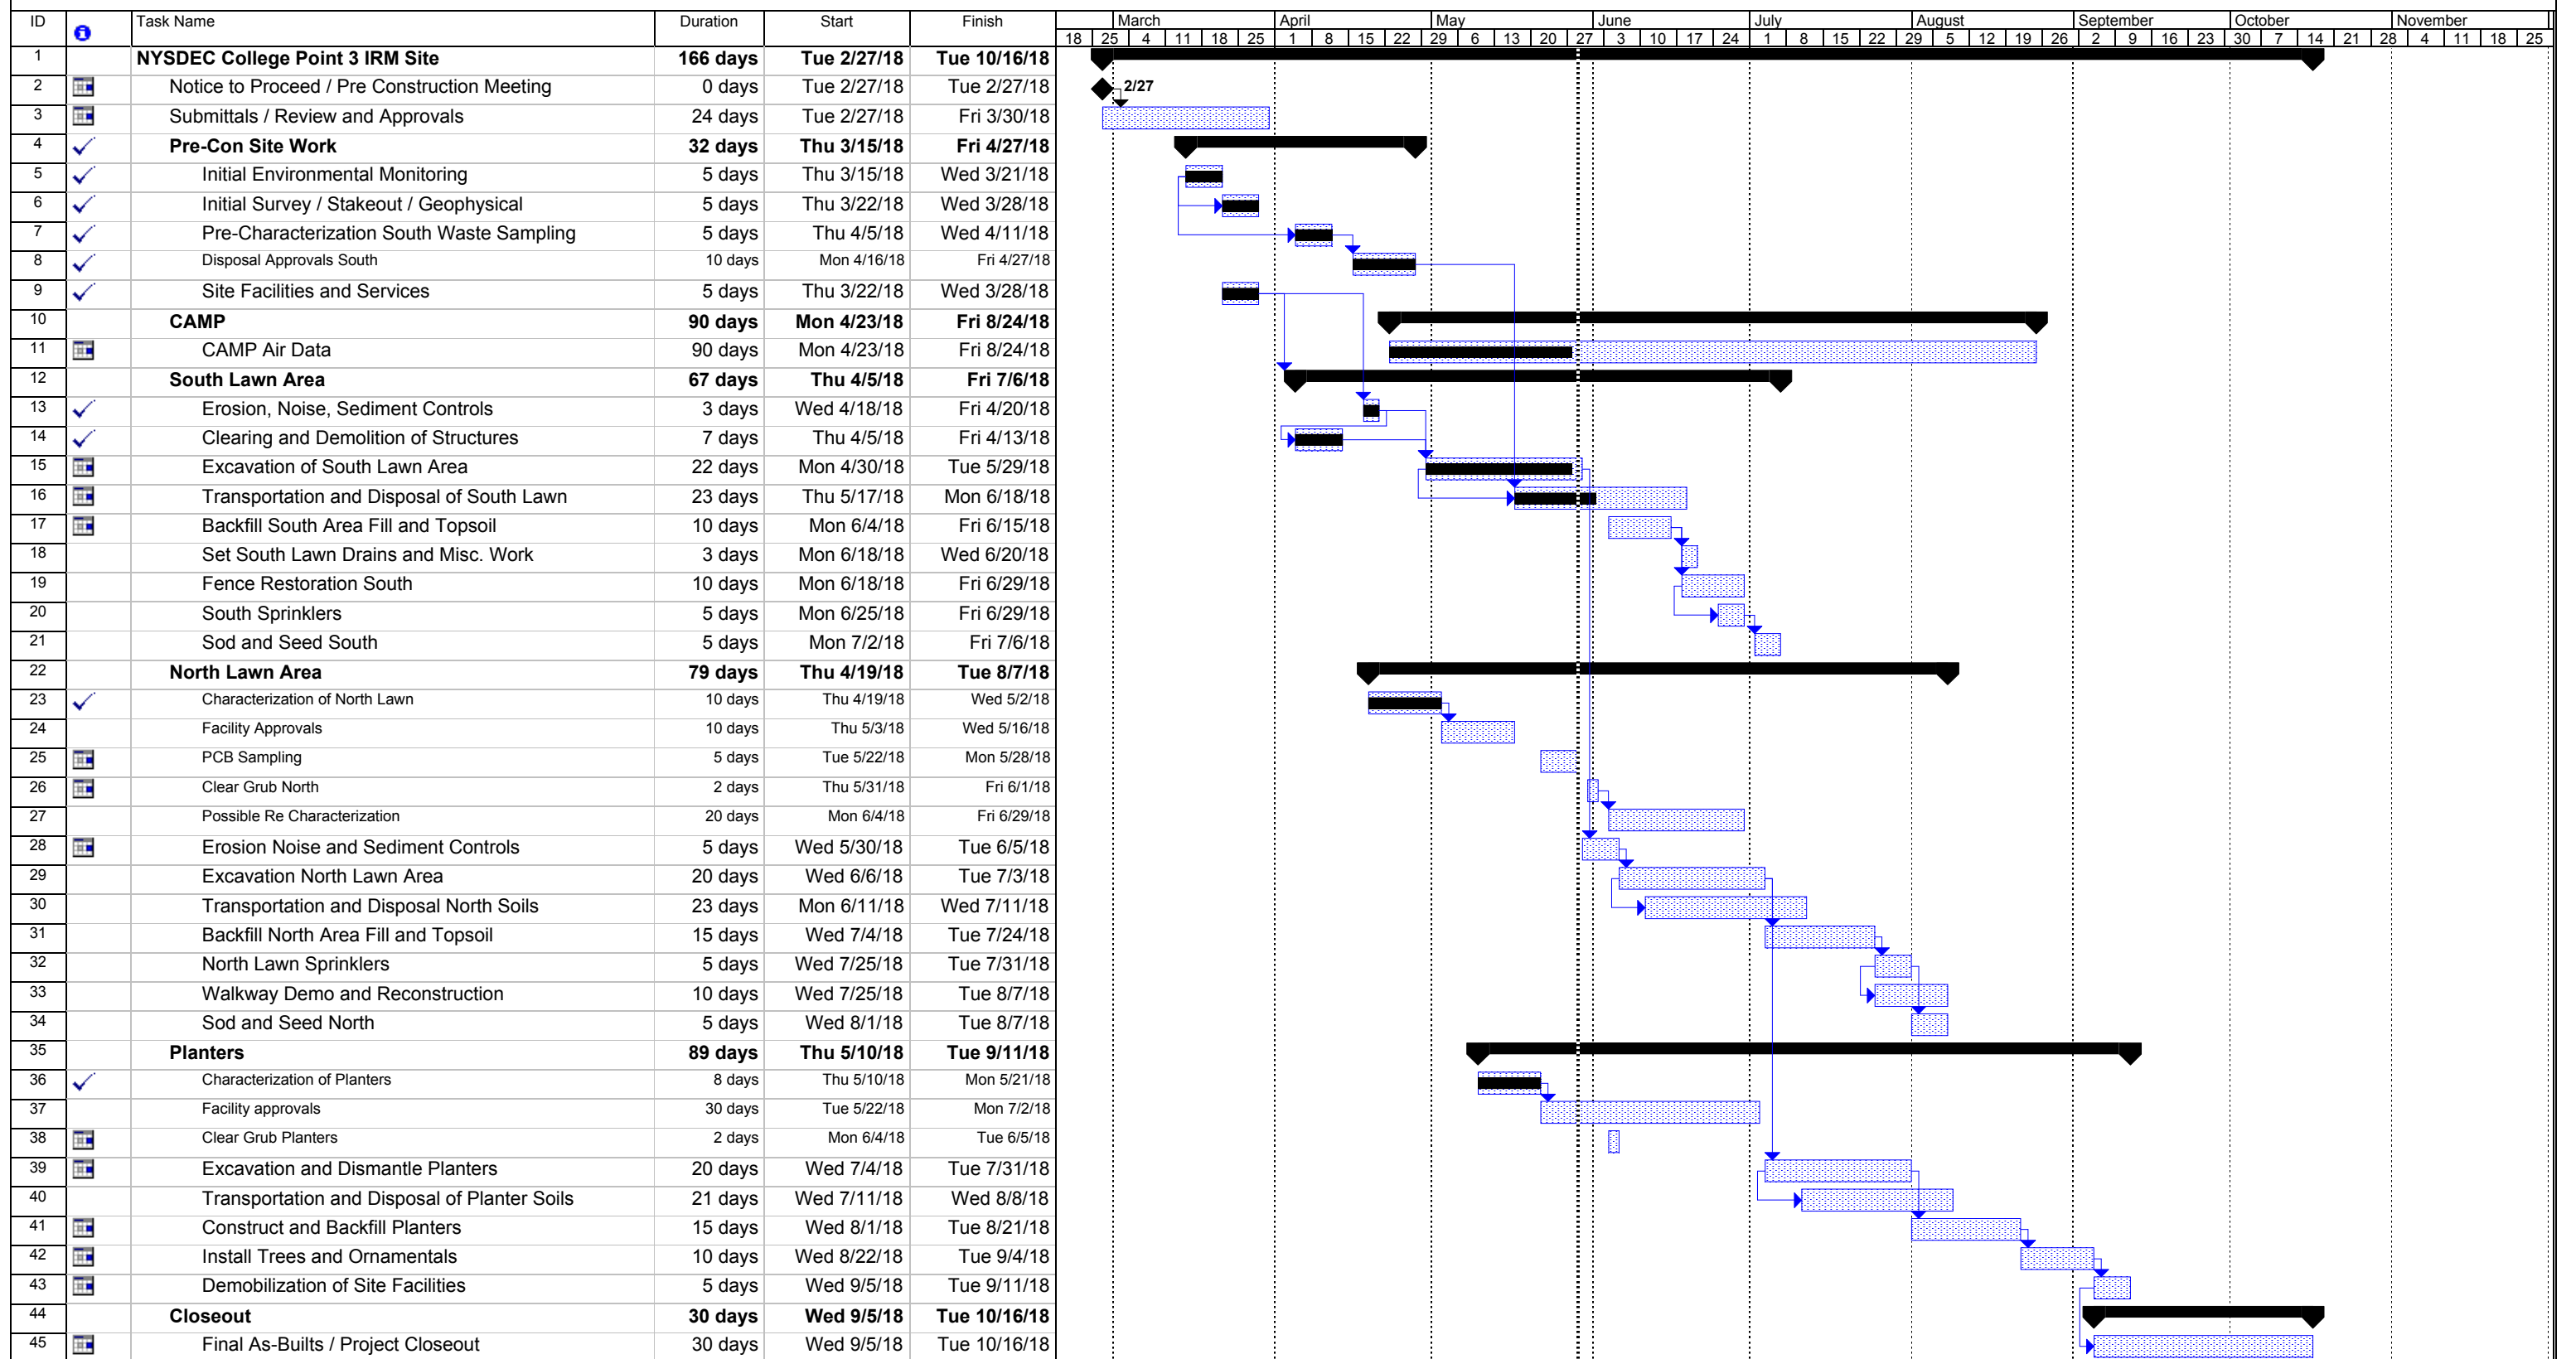 ID Task Name Duration Start Finish March April May June July August September October November
18 25 4 11 18 25 1 8 15 22 29 6 13 20 27 3 10 17 24 1 8 15 22 29 5 12 19 26 2 9 16 23 30 7 14 21 28 4 11 18 25
1 NYSDEC College Point 3 IRM Site 166 days Tue 2/27/18 Tue 10/16/18
2 Notice to Proceed / Pre Construction Meeting 0 days Tue 2/27/18 Tue 2/27/18 2/27
3 Submittals / Review and Approvals 24 days Tue 2/27/18 Fri 3/30/18
4 Pre-Con Site Work 32 days Thu 3/15/18 Fri 4/27/18
5 Initial Environmental Monitoring 5 days Thu 3/15/18 Wed 3/21/18
6 Initial Survey / Stakeout / Geophysical 5 days Thu 3/22/18 Wed 3/28/18
7 Pre-Characterization South Waste Sampling 5 days Thu 4/5/18 Wed 4/11/18
8 Disposal Approvals South 10 days Mon 4/16/18 Fri 4/27/18
9 Site Facilities and Services 5 days Thu 3/22/18 Wed 3/28/18
10 CAMP 90 days Mon 4/23/18 Fri 8/24/18
11 CAMP Air Data 90 days Mon 4/23/18 Fri 8/24/18
12 South Lawn Area 67 days Thu 4/5/18 Fri 7/6/18
13 Erosion, Noise, Sediment Controls 3 days Wed 4/18/18 Fri 4/20/18
14 Clearing and Demolition of Structures 7 days Thu 4/5/18 Fri 4/13/18
15 Excavation of South Lawn Area 22 days Mon 4/30/18 Tue 5/29/18
16 Transportation and Disposal of South Lawn 23 days Thu 5/17/18 Mon 6/18/18
17 Backfill South Area Fill and Topsoil 10 days Mon 6/4/18 Fri 6/15/18
18 Set South Lawn Drains and Misc. Work 3 days Mon 6/18/18 Wed 6/20/18
19 Fence Restoration South 10 days Mon 6/18/18 Fri 6/29/18
20 South Sprinklers 5 days Mon 6/25/18 Fri 6/29/18
21 Sod and Seed South 5 days Mon 7/2/18 Fri 7/6/18
22 North Lawn Area 79 days Thu 4/19/18 Tue 8/7/18
23 Characterization of North Lawn 10 days Thu 4/19/18 Wed 5/2/18
24 Facility Approvals 10 days Thu 5/3/18 Wed 5/16/18
25 PCB Sampling 5 days Tue 5/22/18 Mon 5/28/18
26 Clear Grub North 2 days Thu 5/31/18 Fri 6/1/18
27 Possible Re Characterization 20 days Mon 6/4/18 Fri 6/29/18
28 Erosion Noise and Sediment Controls 5 days Wed 5/30/18 Tue 6/5/18
29 Excavation North Lawn Area 20 days Wed 6/6/18 Tue 7/3/18
30 Transportation and Disposal North Soils 23 days Mon 6/11/18 Wed 7/11/18
31 Backfill North Area Fill and Topsoil 15 days Wed 7/4/18 Tue 7/24/18
32 North Lawn Sprinklers 5 days Wed 7/25/18 Tue 7/31/18
33 Walkway Demo and Reconstruction 10 days Wed 7/25/18 Tue 8/7/18
34 Sod and Seed North 5 days Wed 8/1/18 Tue 8/7/18
35 Planters 89 days Thu 5/10/18 Tue 9/11/18
36 Characterization of Planters 8 days Thu 5/10/18 Mon 5/21/18
37 Facility approvals 30 days Tue 5/22/18 Mon 7/2/18
38 Clear Grub Planters 2 days Mon 6/4/18 Tue 6/5/18
39 Excavation and Dismantle Planters 20 days Wed 7/4/18 Tue 7/31/18
40 Transportation and Disposal of Planter Soils 21 days Wed 7/11/18 Wed 8/8/18
41 Construct and Backfill Planters 15 days Wed 8/1/18 Tue 8/21/18
42 Install Trees and Ornamentals 10 days Wed 8/22/18 Tue 9/4/18
43 Demobilization of Site Facilities 5 days Wed 9/5/18 Tue 9/11/18
44 Closeout 30 days Wed 9/5/18 Tue 10/16/18
45 Final As-Builts / Project Closeout 30 days Wed 9/5/18 Tue 10/16/18